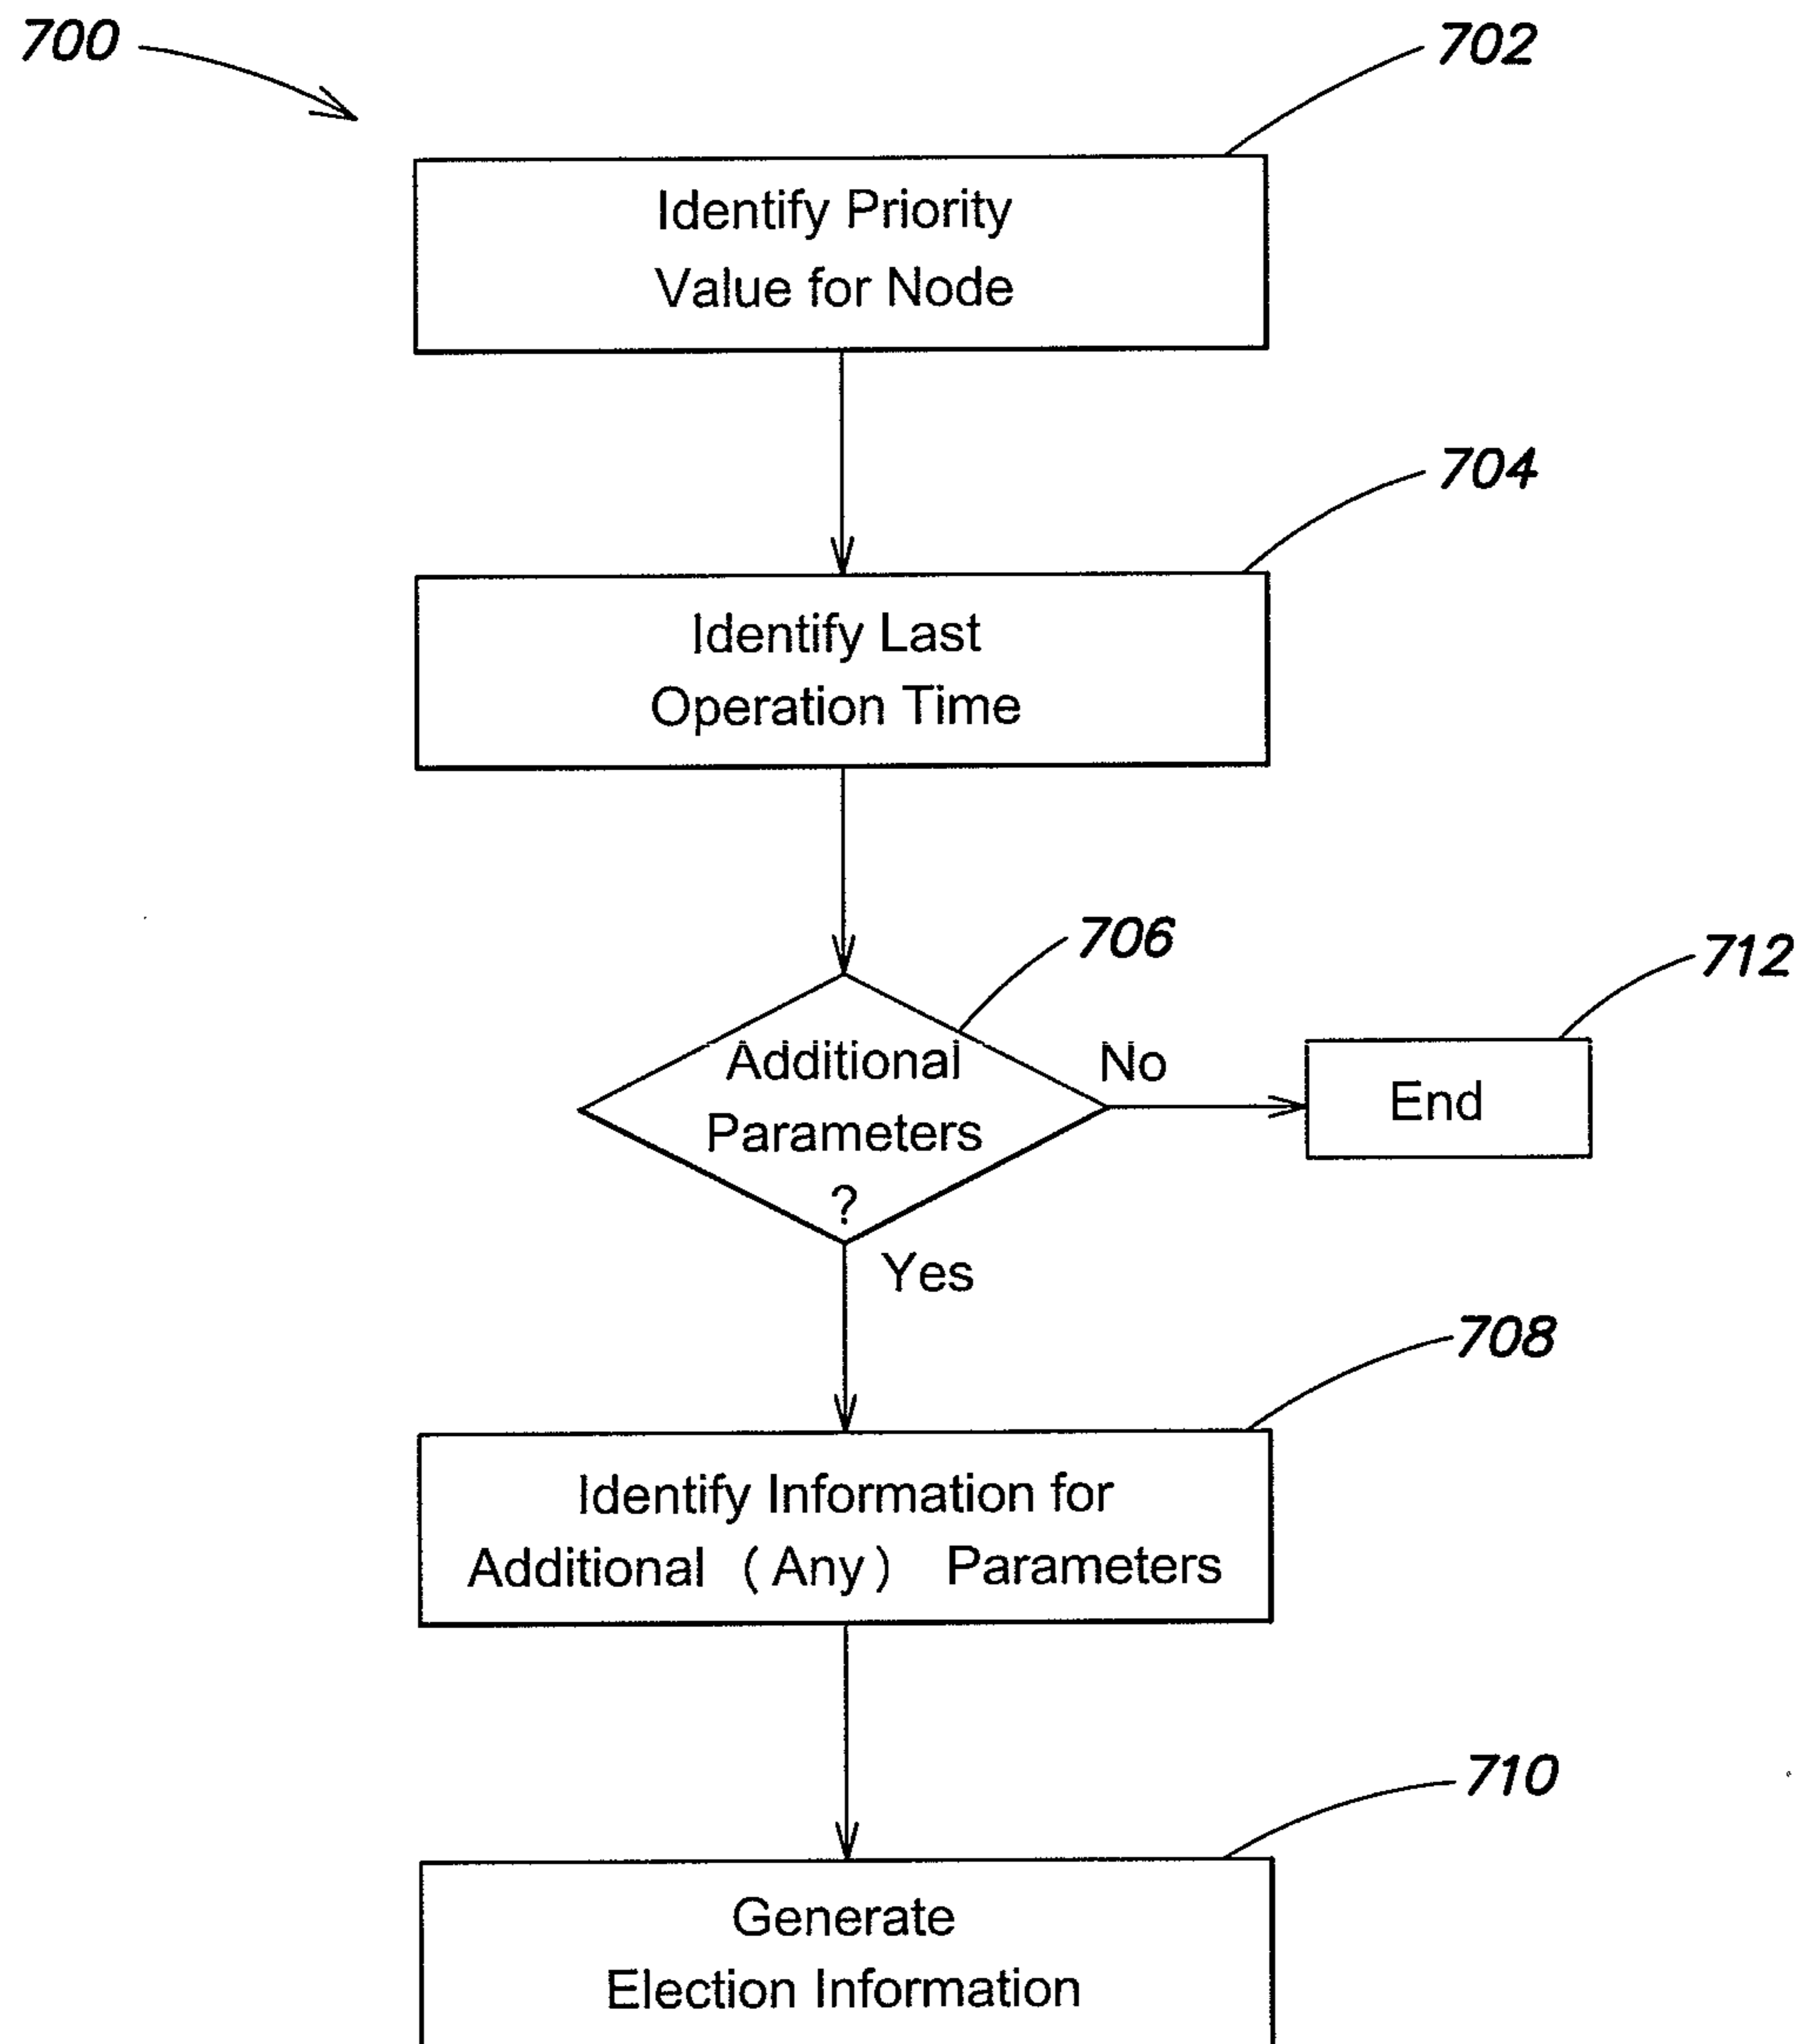 700
702
Identify Priority
Value for Node
704
Identify Last
Operation Time
706
712
Additional
Parameters
?
No
End
Yes
708
Identify Information for
Additional (Any) Parameters
710
Generate
Election Information